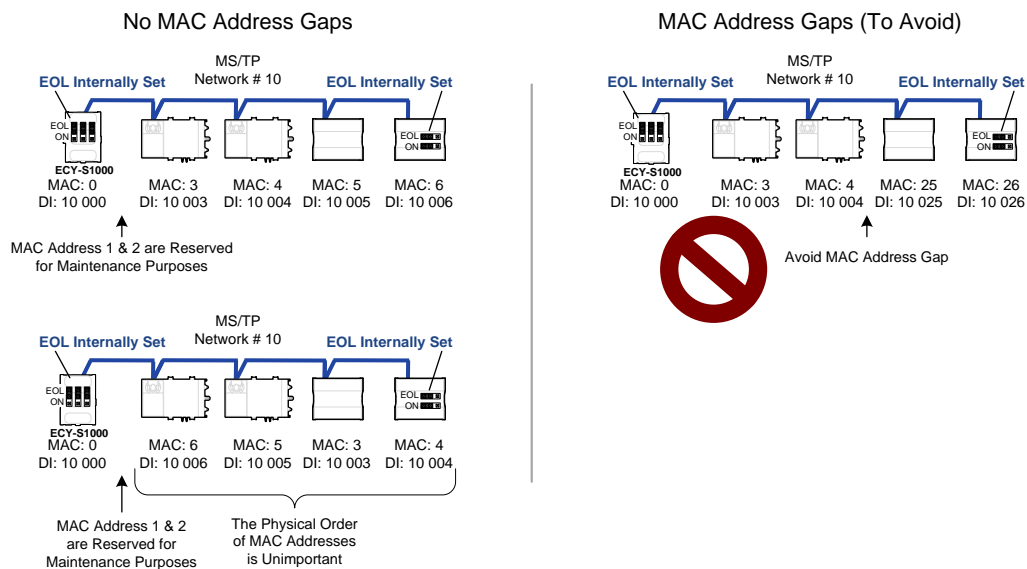 No MAC Address Gaps
MS/TP
Network # 10
EOL Internally Set
EOL Internally Set
EOL
ON
EOL
ON
ECY-S1000
MAC: 0
DI: 10 000
MAC: 3
DI: 10 003
MAC: 4
DI: 10 004
MAC: 5
DI: 10 005
MAC: 6
DI: 10 006
MAC Address 1 & 2 are Reserved
for Maintenance Purposes
MS/TP
Network # 10
EOL Internally Set
EOL Internally Set
EOL
ON
EOL
ON
ECY-S1000
MAC: 0
DI: 10 000
MAC: 6
DI: 10 006
MAC: 5
DI: 10 005
MAC: 3
DI: 10 003
MAC: 4
DI: 10 004
MAC Address 1 & 2
are Reserved for
Maintenance Purposes
The Physical Order
of MAC Addresses
is Unimportant
MAC Address Gaps (To Avoid)
MS/TP
Network # 10
EOL Internally Set
EOL Internally Set
EOL
ON
EOL
ON
ECY-S1000
MAC: 0
DI: 10 000
MAC: 3
DI: 10 003
MAC: 4
DI: 10 004
MAC: 25
DI: 10 025
MAC: 26
DI: 10 026
Avoid MAC Address Gap